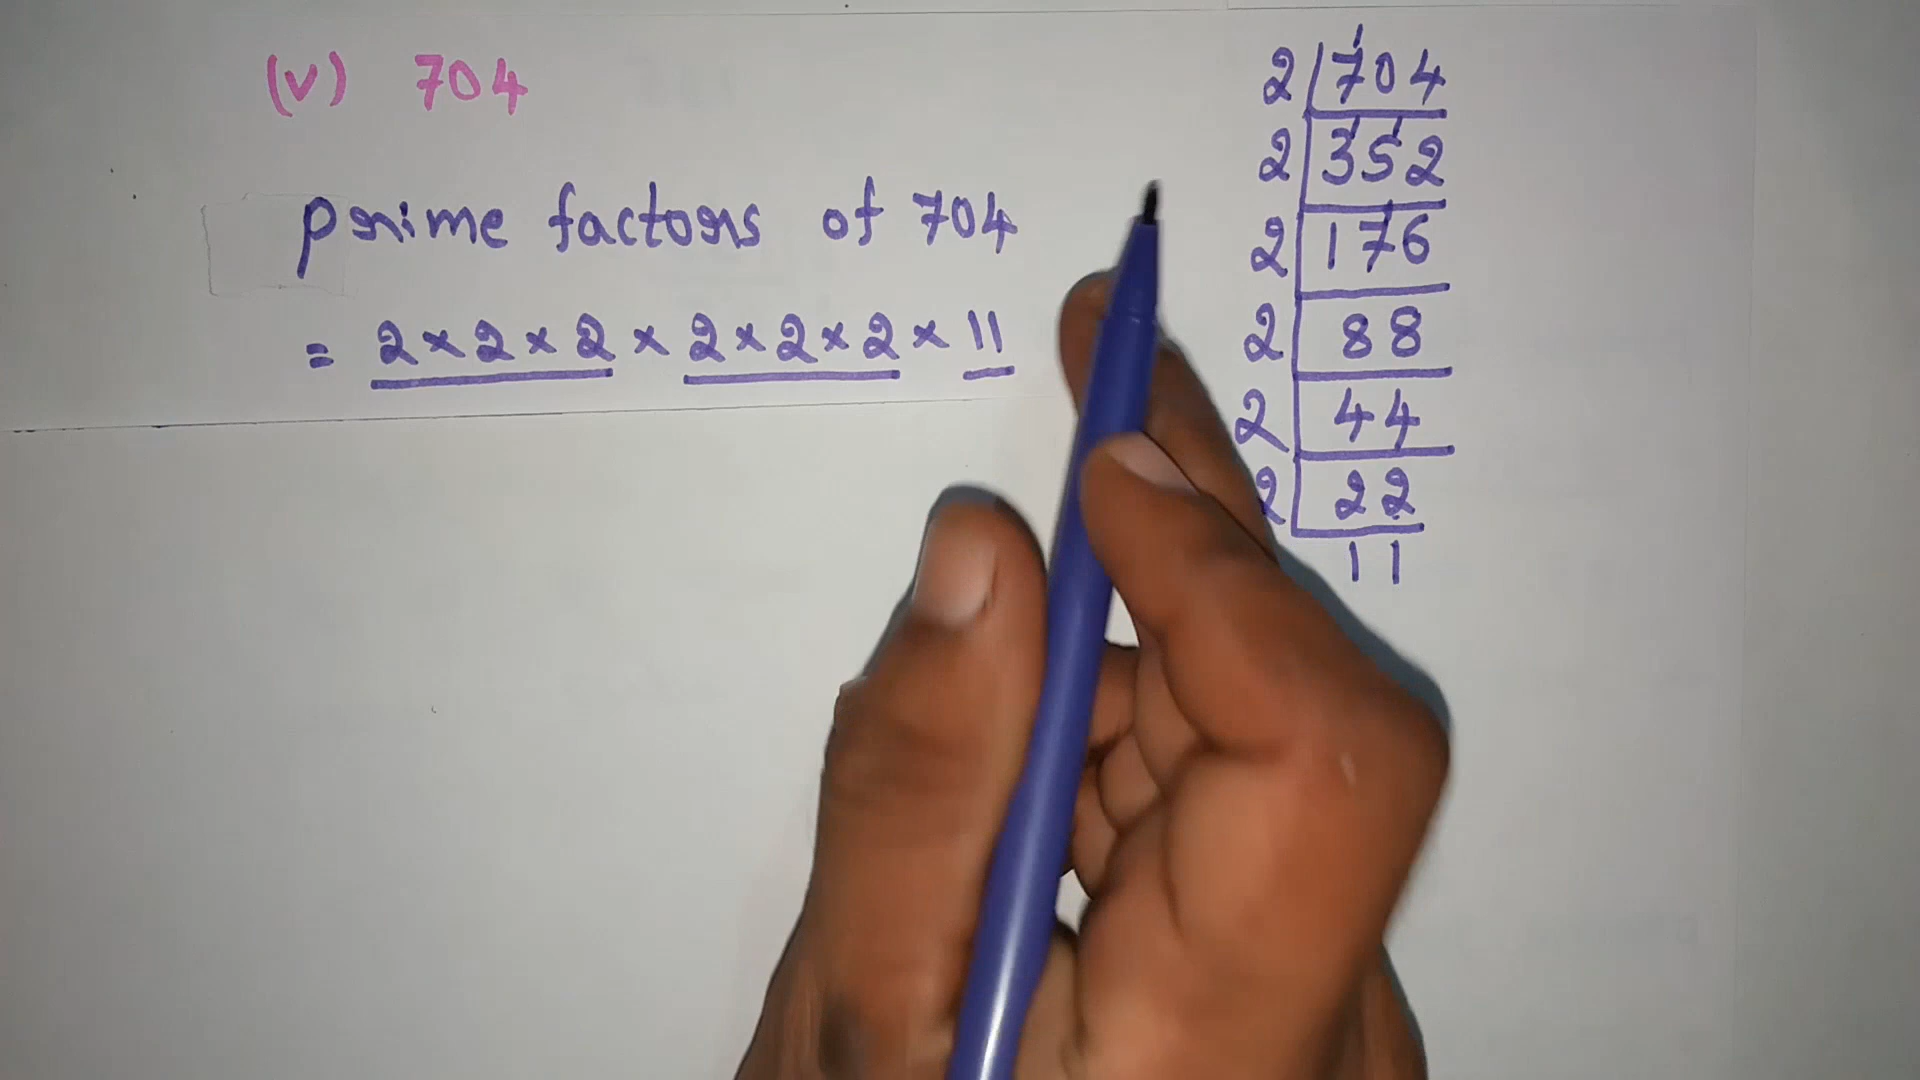 (v) 704
prime factors of 704
= 2 × 2 × 2 × 2 × 2 × 2 × 11
2 | 704
2 | 352
2 | 176
2 | 88
2 | 44
2 | 22
11